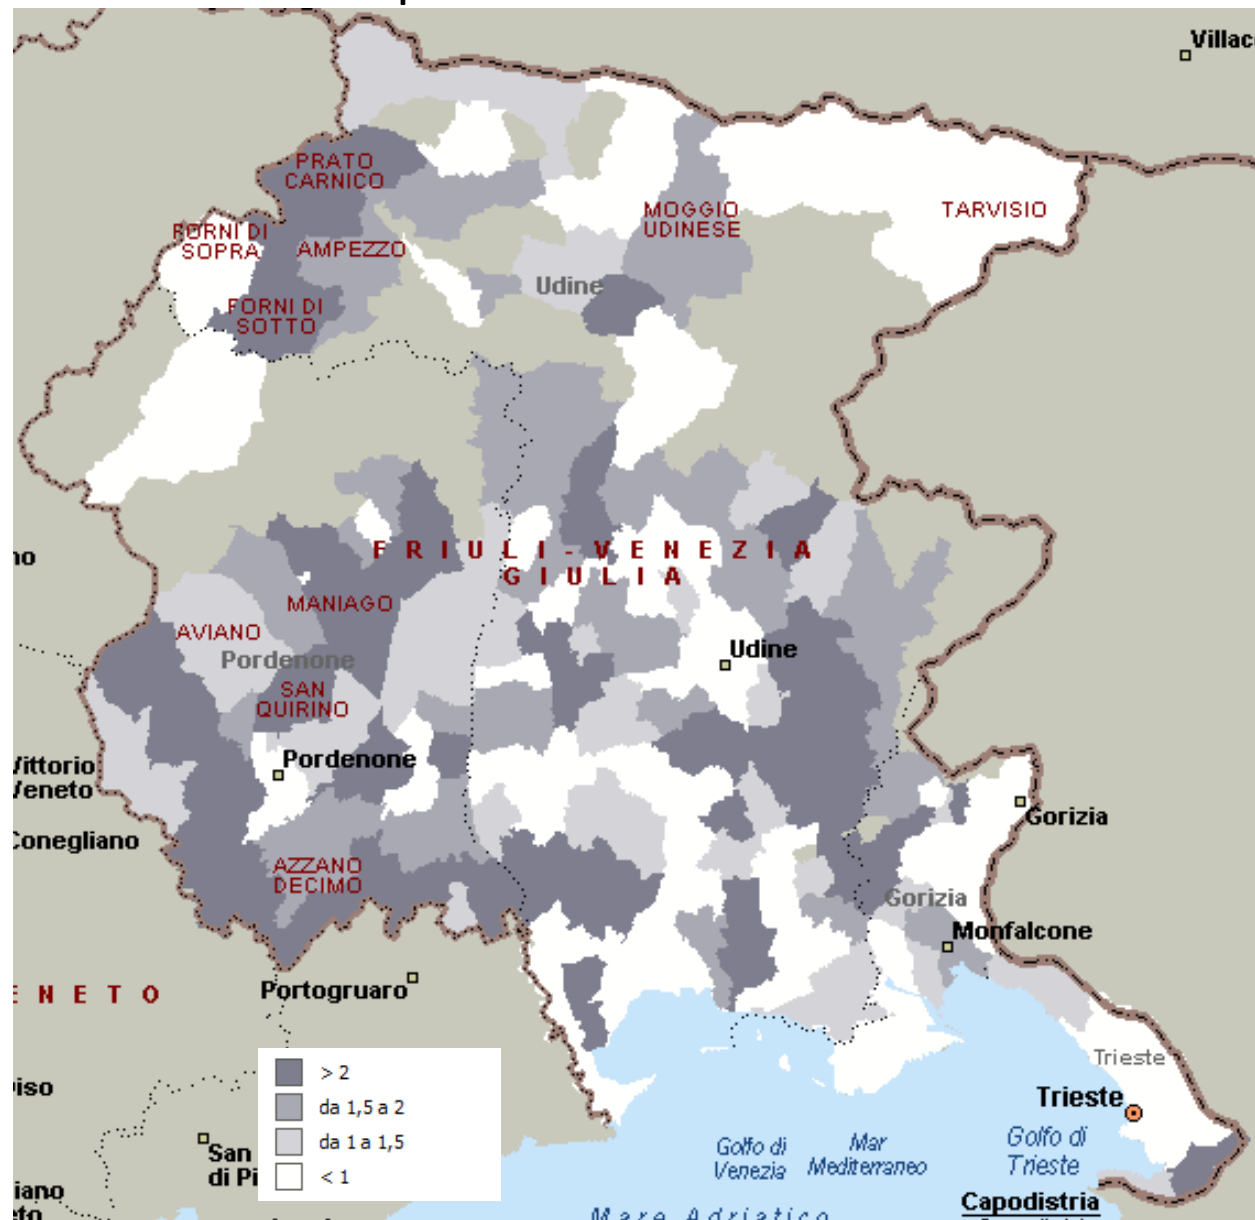 Villac
PRATO
CARNICO
MOGGIO
UDINESE
TARVISIO
FORNI DI
SOPRA
AMPEZZO
Udine
FORNI DI
SOTTO
no
FRIULI-VENEZIA
GIULIA
MANIAGO
AVIANO
Pordenone
Udine
SAN
QUIRINO
Pordenone
Vittorio
Veneto
Conegliano
Gorizia
AZZANO
DECIMO
Gorizia
Monfalcone
ENETO
Portogruaro
Trieste
> 2
da 1,5 a 2
da 1 a 1,5
< 1
Trieste
San
di Pi
Golfo di
Venezia
Mar
Mediterraneo
Golfo di
Trieste
iano
Capodistria
Mare Adriatico